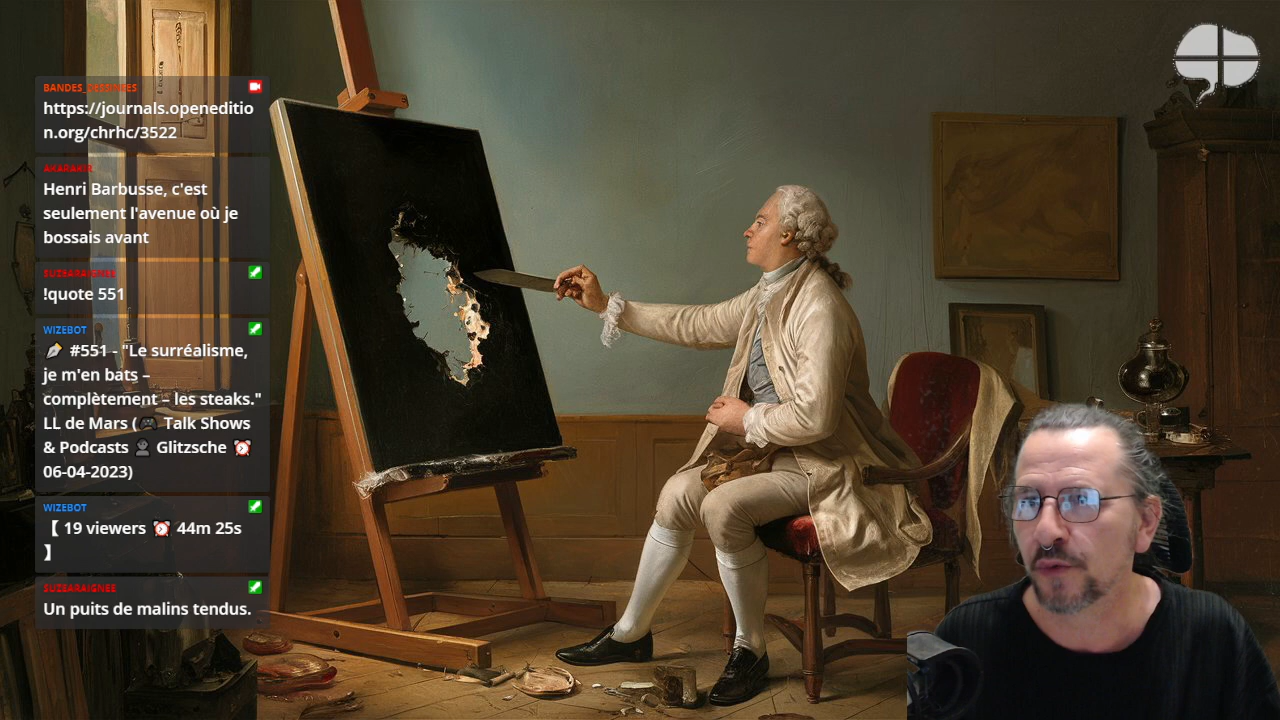 BANDES_DESSINEES
https://journals.openeditio
n.org/chrhc/3522
Henri Barbusse, c'est
seulement l'avenue où je
bossais avant
SUZEARAIGNEE
!quote 551
WIZEBOT
#551 - "Le surréalisme,
je m'en bats –
complètement – les steaks."
LL de Mars ( Talk Shows
& Podcasts Glitzsche
06-04-2023)
WIZEBOT
【 19 viewers ⏰ 44m 25s
】
SUZEARAIGNEE
Un puits de malins tendus.